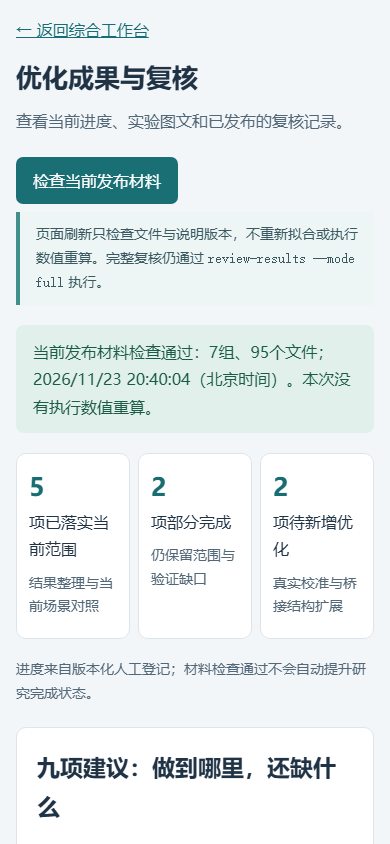 ← 返回综合工作台
优化成果与复核
查看当前进度、实验图文和已发布的复核记录。
检查当前发布材料
页面刷新只检查文件与说明版本，不重新拟合或执行
数值重算。完整复核仍通过 review-results --mode
full 执行。
当前发布材料检查通过：7组、95个文件；
2026/11/23 20:40:04（北京时间）。本次没
有执行数值重算。
5
项已落实当
前范围
结果整理与当
前场景对照
2
项部分完成
仍保留范围与
验证缺口
2
项待新增优
化
真实校准与桥
接结构扩展
进度来自版本化人工登记；材料检查通过不会自动提升研
究完成状态。
九项建议：做到哪里，还缺什
么